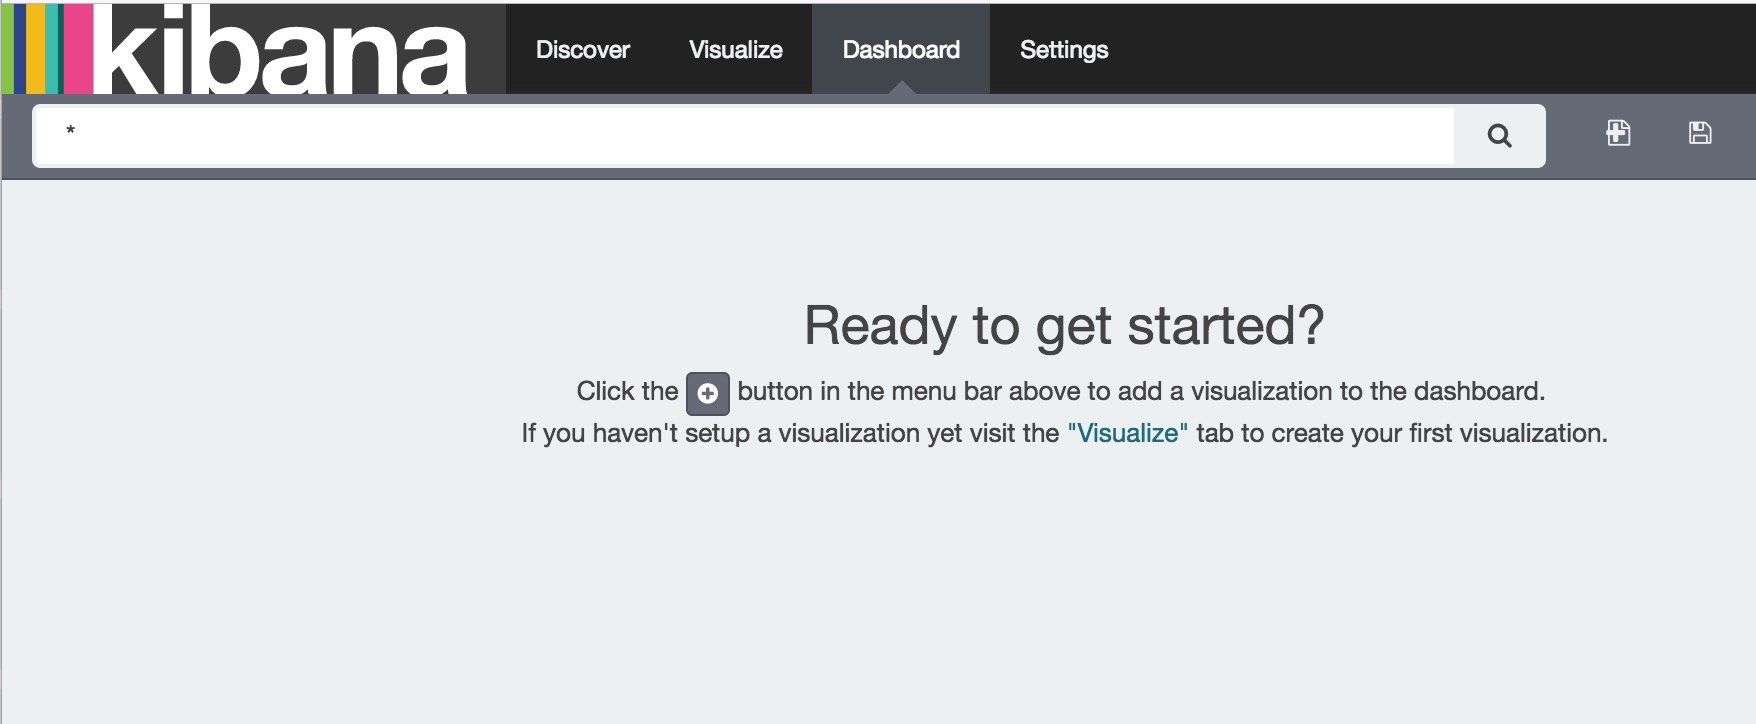 kibana Discover Visualize Dashboard Settings
*
Ready to get started?
Click the button in the menu bar above to add a visualization to the dashboard.
If you haven't setup a visualization yet visit the "Visualize" tab to create your first visualization.